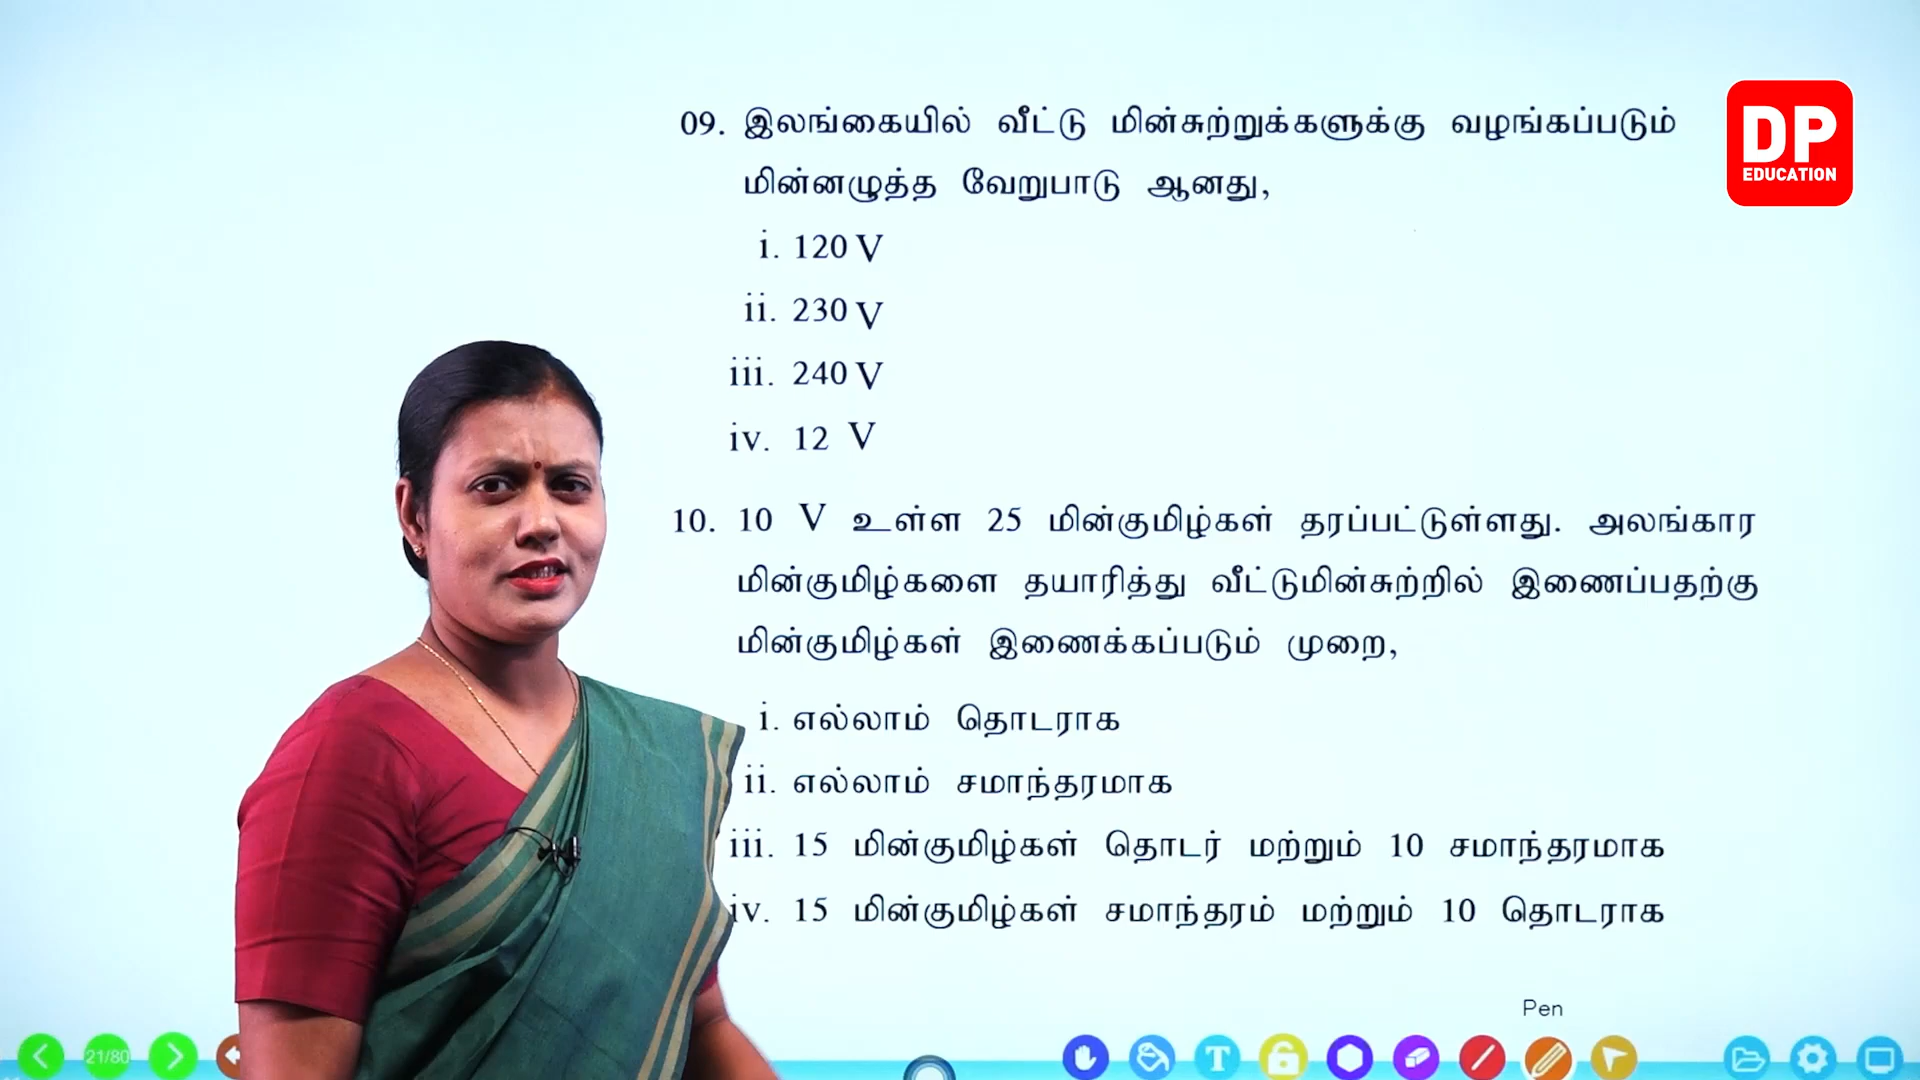 DP
EDUCATION
09. இலங்கையில் வீட்டு மின்சுற்றுக்களுக்கு வழங்கப்படும்
மின்னழுத்த வேறுபாடு ஆனது,
i. 120 V
ii. 230 V
iii. 240 V
iv. 12 V
10. 10 V உள்ள 25 மின்குமிழ்கள் தரப்பட்டுள்ளது. அலங்கார
மின்குமிழ்களை தயாரித்து வீட்டுமின்சுற்றில் இணைப்பதற்கு
மின்குமிழ்கள் இணைக்கப்படும் முறை,
i. எல்லாம் தொடராக
ii. எல்லாம் சமாந்தரமாக
iii. 15 மின்குமிழ்கள் தொடர் மற்றும் 10 சமாந்தரமாக
iv. 15 மின்குமிழ்கள் சமாந்தரம் மற்றும் 10 தொடராக
Pen
21/80
T